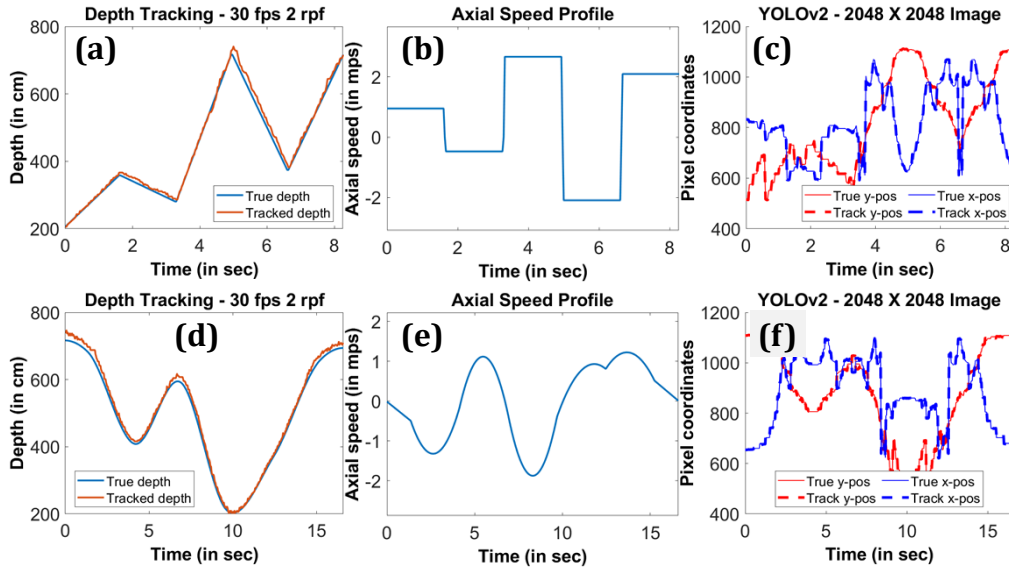 Depth Tracking - 30 fps 2 rpf
(a)
Depth (in cm)
800
600
400
200
0
2
4
6
8
True depth
Tracked depth
Time (in sec)
Axial Speed Profile
(b)
Axial speed (in mps)
2
0
-2
0
2
4
6
8
Time (in sec)
YOLOv2 - 2048 X 2048 Image
(c)
Pixel coordinates
1200
1000
800
600
400
0
2
4
6
8
True y-pos
True x-pos
Track y-pos
Track x-pos
Time (in sec)
Depth Tracking - 30 fps 2 rpf
(d)
Depth (in cm)
800
600
400
200
0
5
10
15
True depth
Tracked depth
Time (in sec)
Axial Speed Profile
(e)
Axial speed (in mps)
2
1
0
-1
-2
0
5
10
15
Time (in sec)
YOLOv2 - 2048 X 2048 Image
(f)
Pixel coordinates
1200
1000
800
600
400
0
5
10
15
True y-pos
True x-pos
Track y-pos
Track x-pos
Time (in sec)